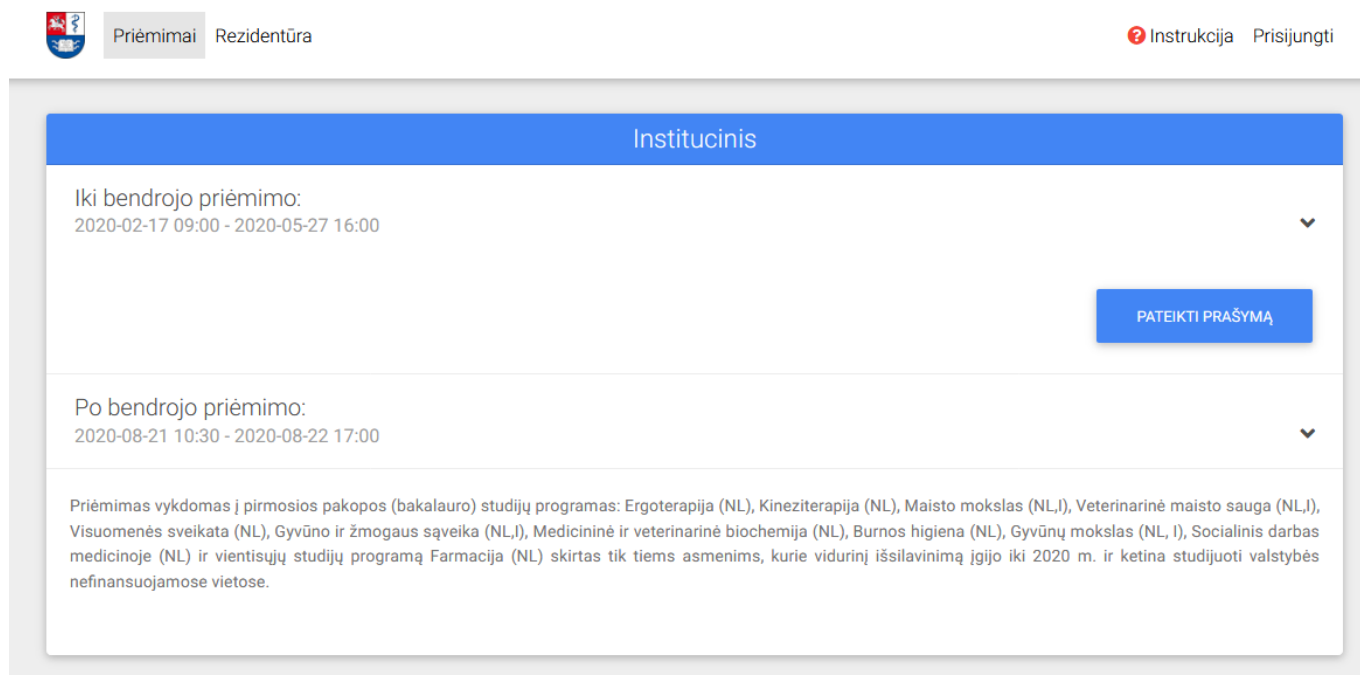 Priėmimai Rezidentūra Instrukcija Prisijungti
Institucinis
Iki bendrojo priėmimo:
2020-02-17 09:00 - 2020-05-27 16:00
PATEIKTI PRAŠYMĄ
Po bendrojo priėmimo:
2020-08-21 10:30 - 2020-08-22 17:00
Priėmimas vykdomas į pirmosios pakopos (bakalauro) studijų programas: Ergoterapija (NL), Kineziterapija (NL), Maisto mokslas (NL,I), Veterinarinė maisto sauga (NL,I),
Visuomenės sveikata (NL), Gyvūno ir žmogaus sąveika (NL,I), Medicininė ir veterinarinė biochemija (NL), Burnos higiena (NL), Gyvūnų mokslas (NL, I), Socialinis darbas
medicinoje (NL) ir vientisųjų studijų programą Farmacija (NL) skirtas tik tiems asmenims, kurie vidurinį išsilavinimą įgijo iki 2020 m. ir ketina studijuoti valstybės
nefinansuojamose vietose.